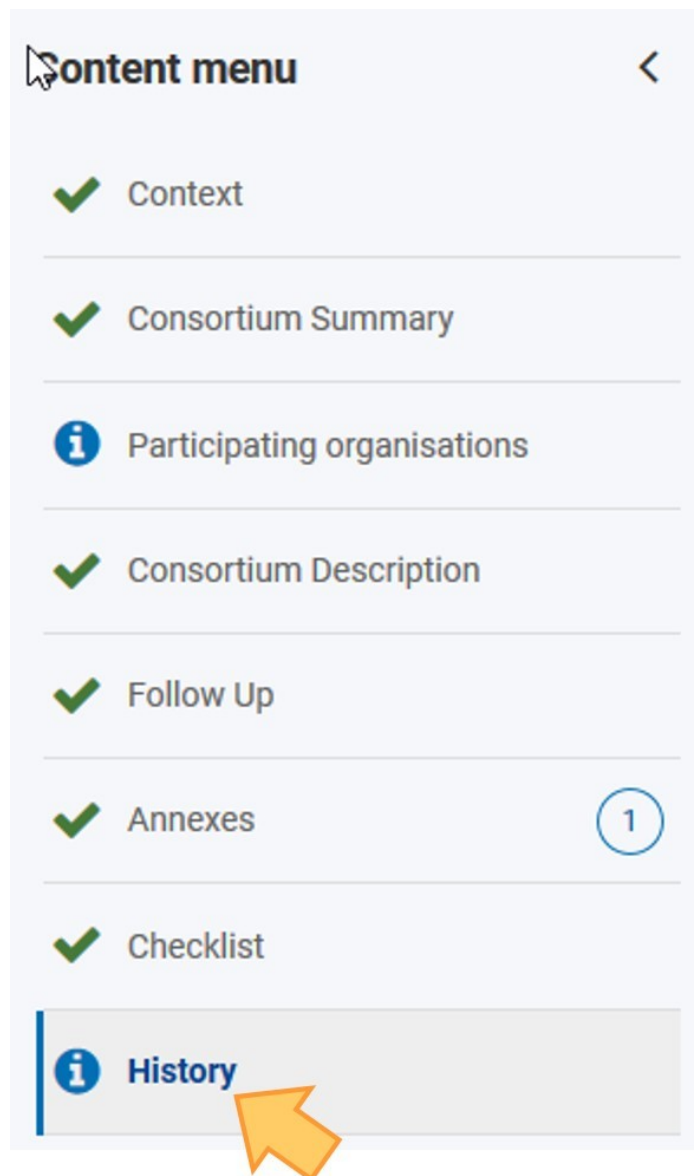 Content menu
Context
Consortium Summary
Participating organisations
Consortium Description
Follow Up
Annexes 1
Checklist
History